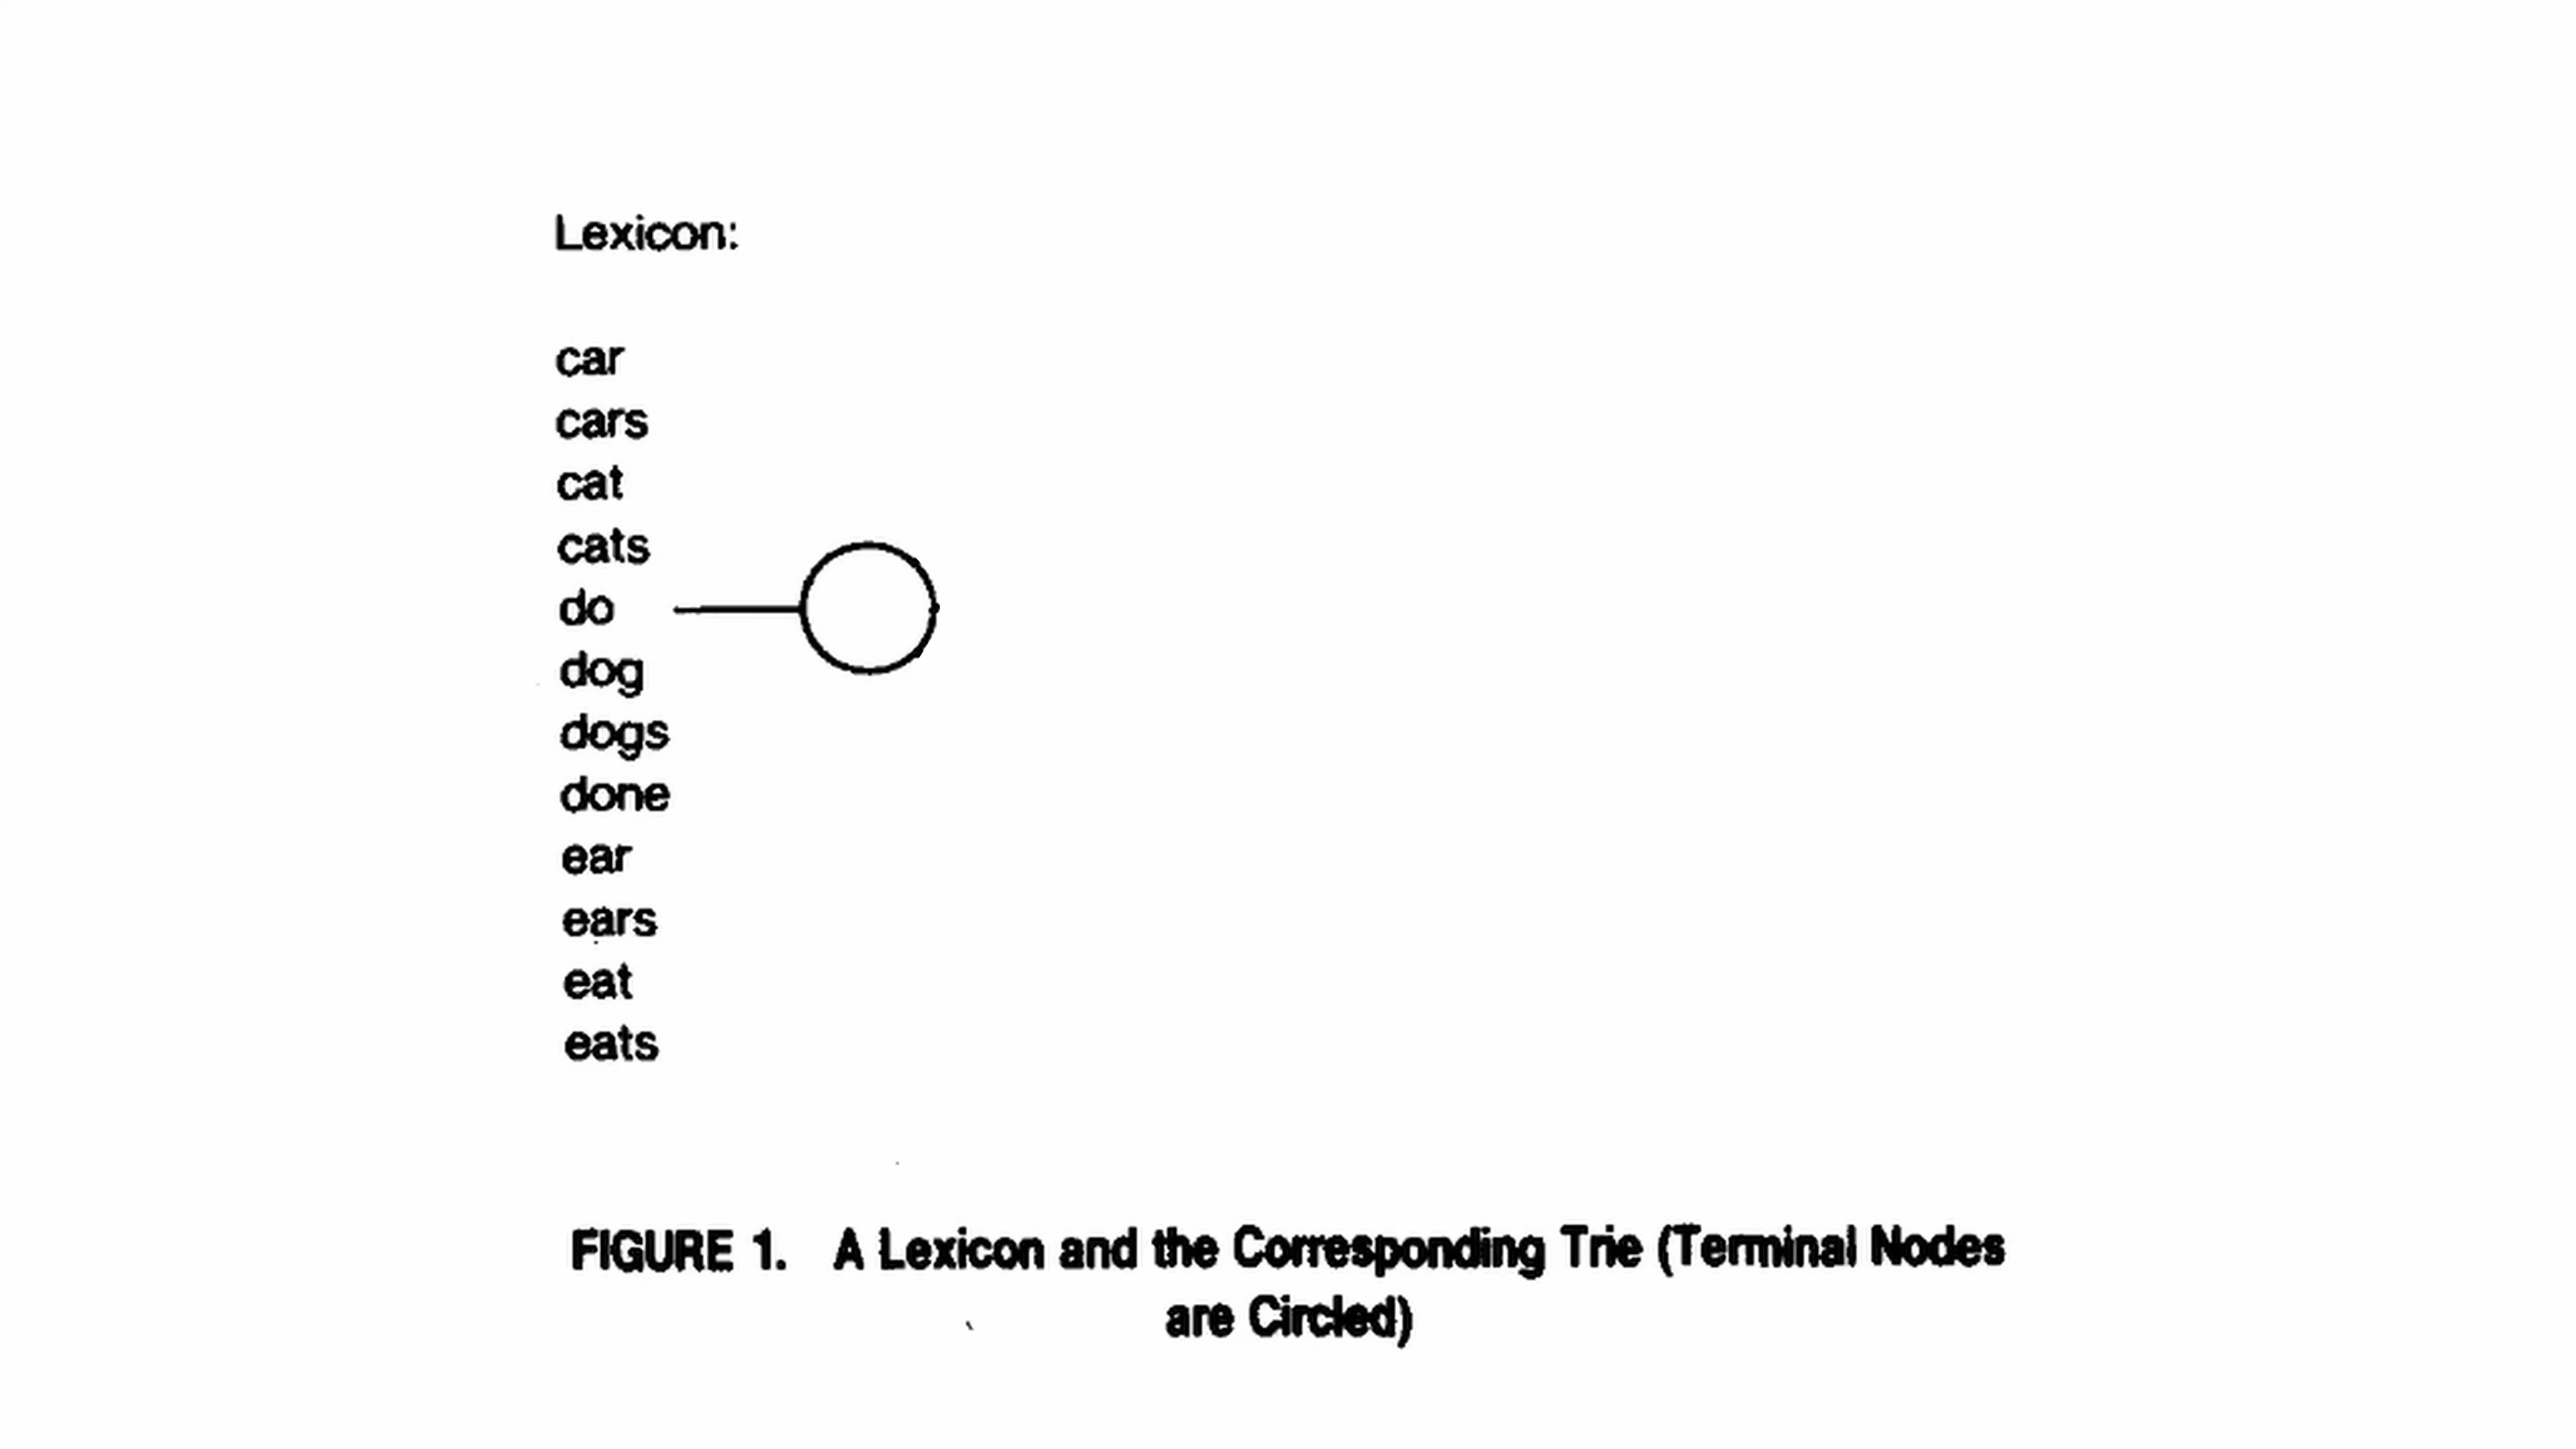 Lexicon:
car
cars
cat
cats
do
dog
dogs
done
ear
ears
eat
eats
FIGURE 1. A Lexicon and the Corresponding Trie (Terminal Nodes
are Circled)